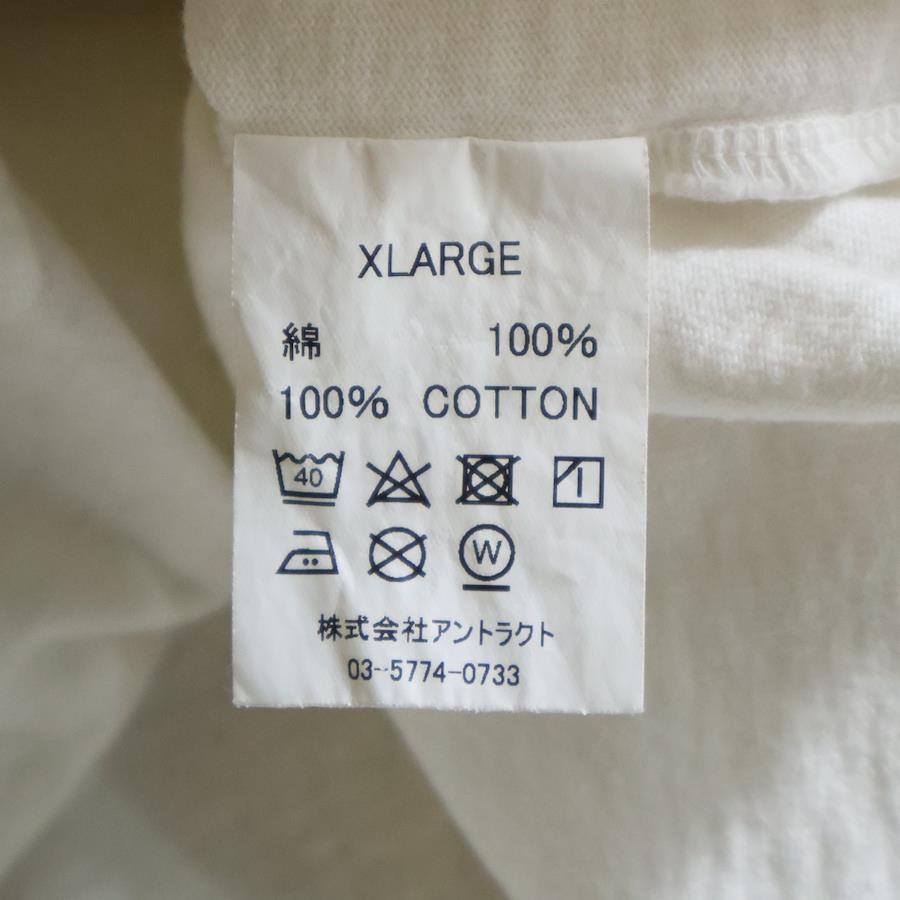 XLARGE
綿 100%
100% COTTON
40
W
株式会社アントラクト
03-5774-0733